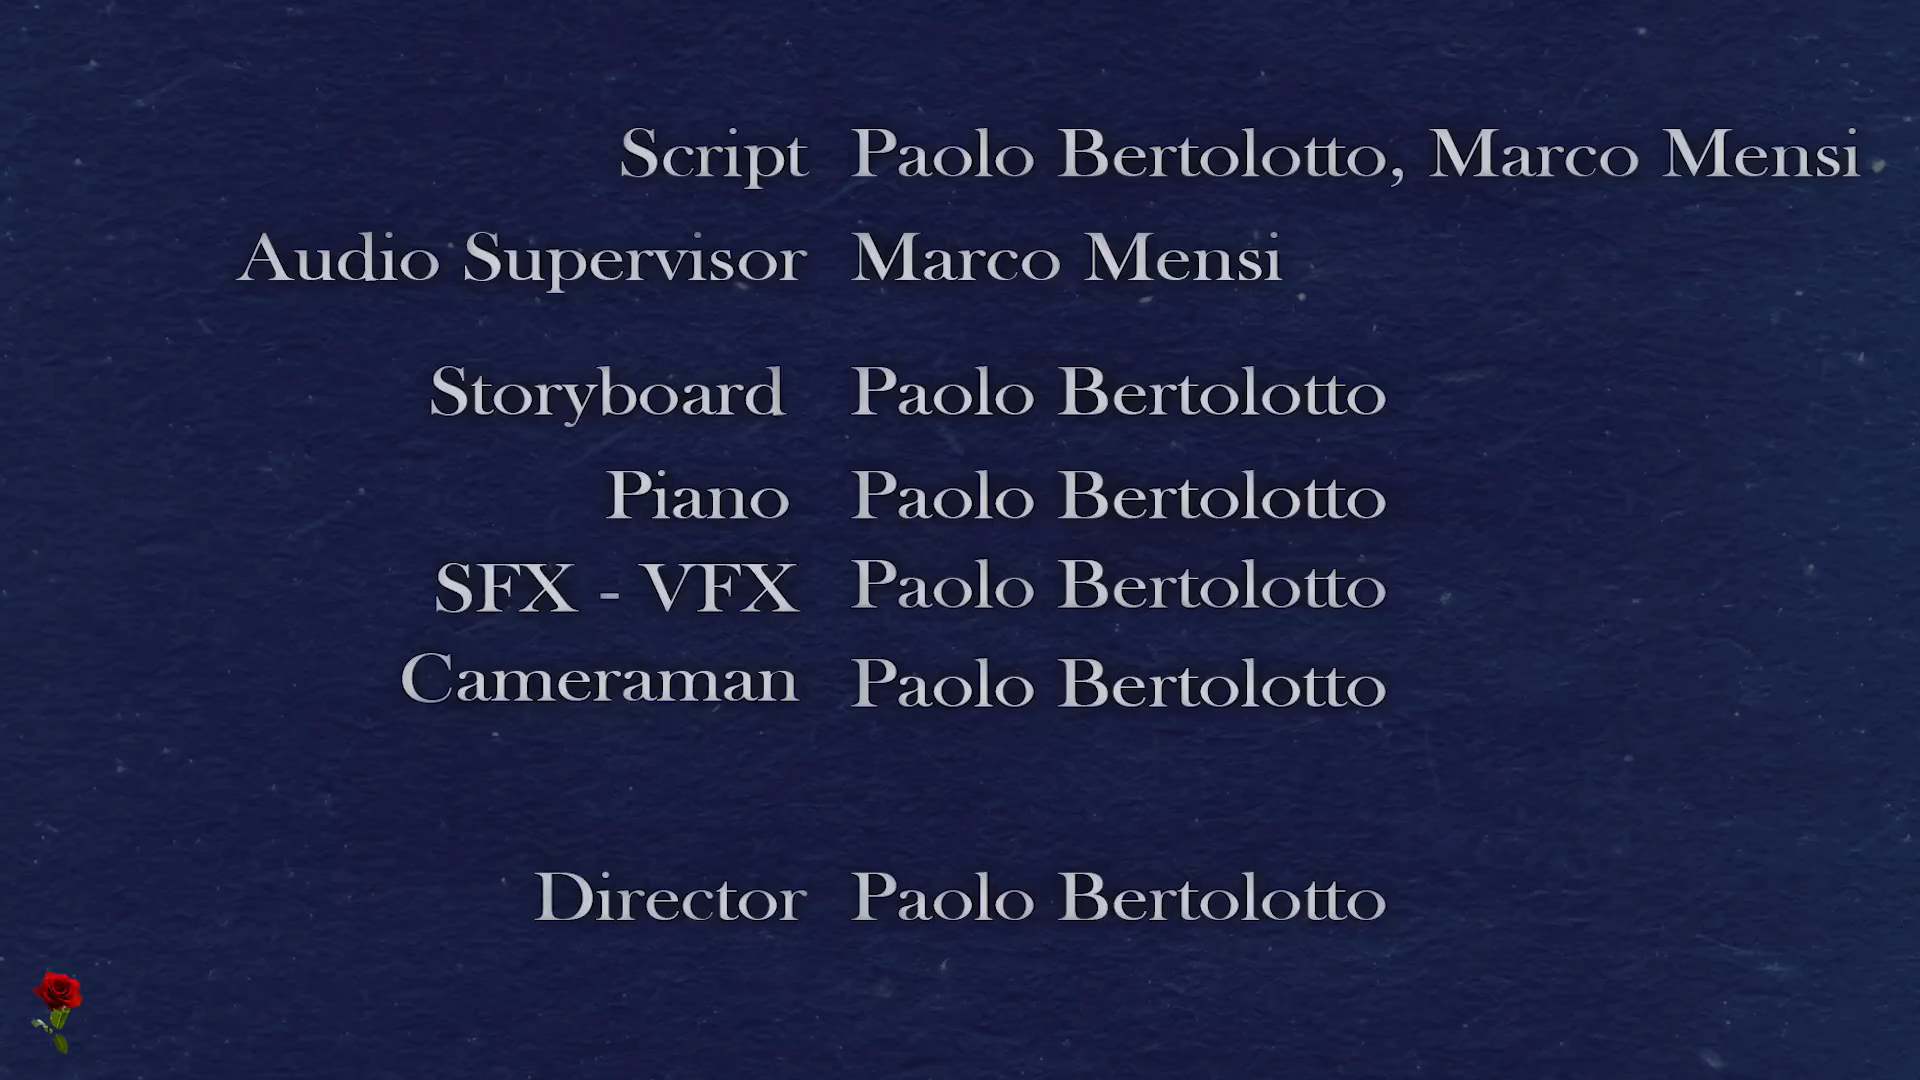 Script Paolo Bertolotto, Marco Mensi
Audio Supervisor Marco Mensi
Storyboard Paolo Bertolotto
Piano Paolo Bertolotto
SFX - VFX Paolo Bertolotto
Cameraman Paolo Bertolotto
Director Paolo Bertolotto